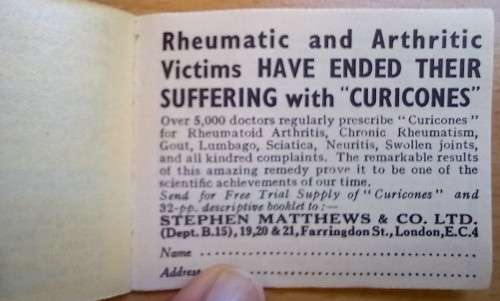 Rheumatic and Arthritic
Victims HAVE ENDED THEIR
SUFFERING with "CURICONES"
Over 5,000 doctors regularly prescribe "Curicones"
for Rheumatoid Arthritis, Chronic Rheumatism,
Gout, Lumbago, Sciatica, Neuritis, Swollen joints,
and all kindred complaints. The remarkable results
of this amazing remedy prove it to be one of the
scientific achievements of our time.
Send for Free Trial Supply of "Curicones" and
32-pp. descriptive booklet to:—
STEPHEN MATTHEWS & CO. LTD.
(Dept. B.15), 19, 20 & 21, Farringdon St., London, E.C.4
Name
Address